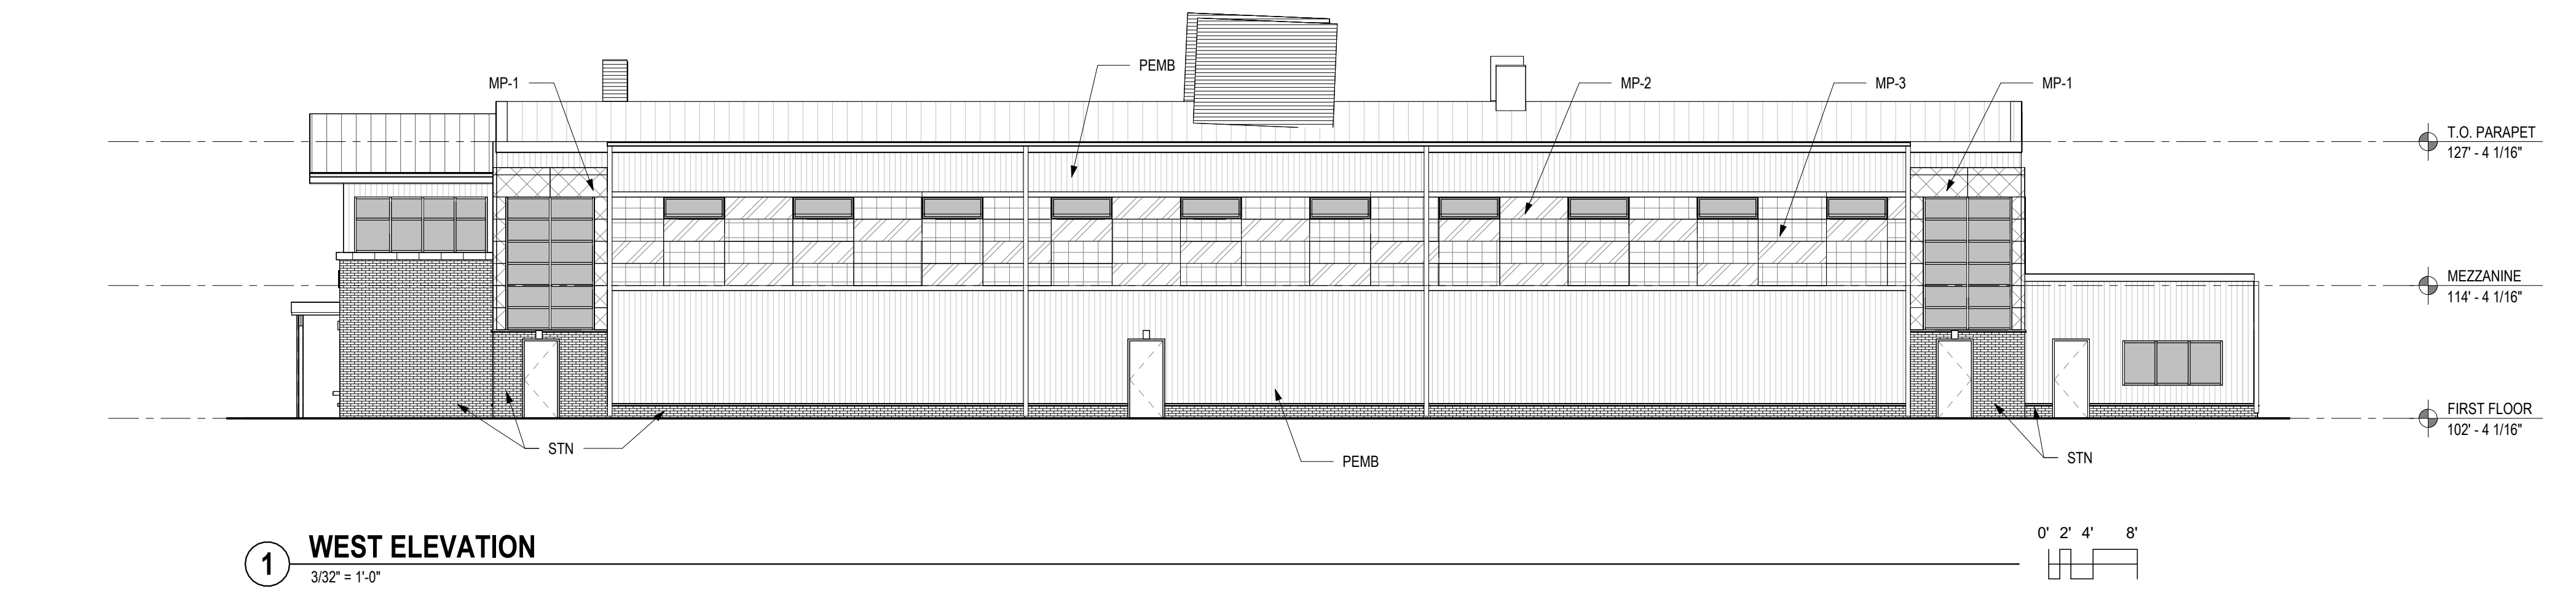 PEMB
MP-1
MP-2
MP-3
MP-1
T.O. PARAPET
127' - 4 1/16"
MEZZANINE
114' - 4 1/16"
FIRST FLOOR
102' - 4 1/16"
STN
PEMB
STN
1
WEST ELEVATION
3/32" = 1'-0"
0' 2' 4' 8'